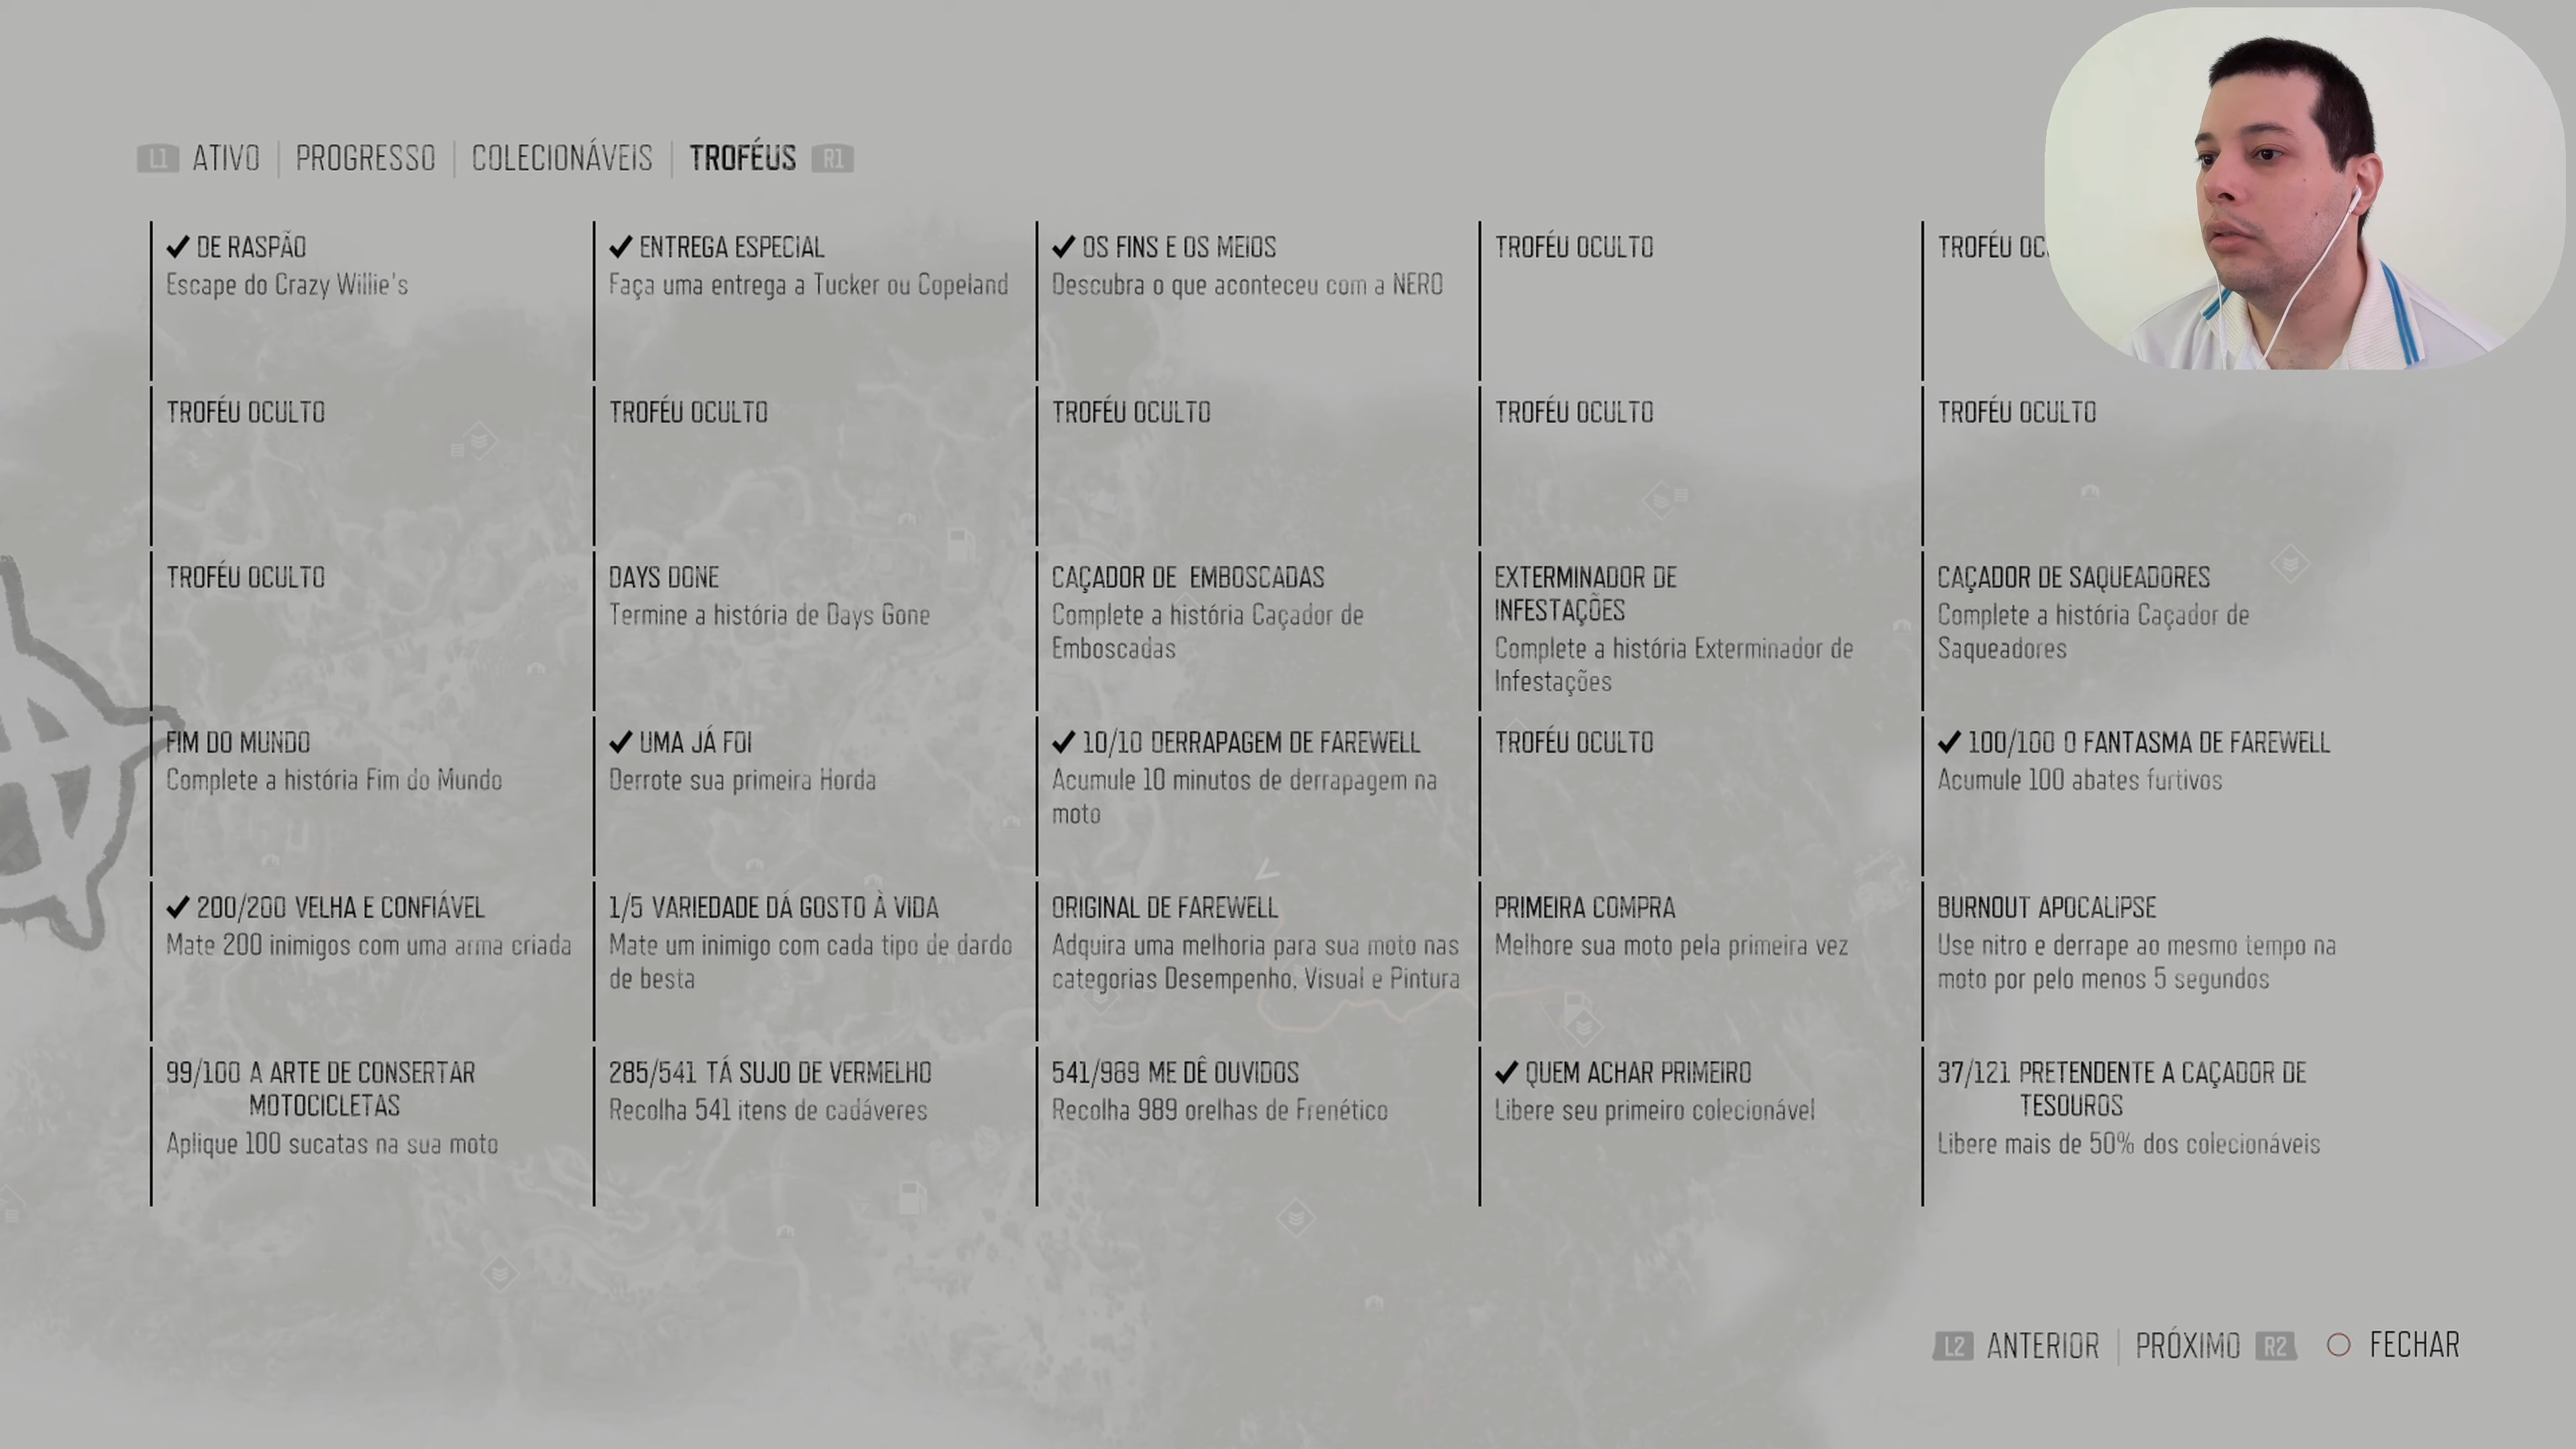 L1 ATIVO | PROGRESSO | COLECIONÁVEIS | TROFÉUS R1
✔ DE RASPÃO
Escape do Crazy Willie's
✔ ENTREGA ESPECIAL
Faça uma entrega a Tucker ou Copeland
✔ OS FINS E OS MEIOS
Descubra o que aconteceu com a NERO
TROFÉU OCULTO
TROFÉU
TROFÉU OCULTO
TROFÉU OCULTO
TROFÉU OCULTO
TROFÉU OCULTO
TROFÉU OCULTO
TROFÉU OCULTO
DAYS DONE
Termine a história de Days Gone
CAÇADOR DE EMBOSCADAS
Complete a história Caçador de
Emboscadas
EXTERMINADOR DE
INFESTAÇÕES
Complete a história Exterminador de
Infestações
CAÇADOR DE SAQUEADORES
Complete a história Caçador de
Saqueadores
FIM DO MUNDO
Complete a história Fim do Mundo
✔ UMA JÁ FOI
Derrote sua primeira Horda
✔ 10/10 DERRAPAGEM DE FAREWELL
Acumule 10 minutos de derrapagem na
moto
TROFÉU OCULTO
✔ 100/100 O FANTASMA DE FAREWELL
Acumule 100 abates furtivos
✔ 200/200 VELHA E CONFIÁVEL
Mate 200 inimigos com uma arma criada
1/5 VARIEDADE DÁ GOSTO À VIDA
Mate um inimigo com cada tipo de dardo
de besta
ORIGINAL DE FAREWELL
Adquira uma melhoria para sua moto nas
categorias Desempenho, Visual e Pintura
PRIMEIRA COMPRA
Melhore sua moto pela primeira vez
BURNOUT APOCALIPSE
Use nitro e derrape ao mesmo tempo na
moto por pelo menos 5 segundos
99/100 A ARTE DE CONSERTAR
MOTOCICLETAS
Aplique 100 sucatas na sua moto
285/541 TÁ SUJO DE VERMELHO
Recolha 541 itens de cadáveres
541/989 ME DÊ OUVIDOS
Recolha 989 orelhas de Frenético
✔ QUEM ACHAR PRIMEIRO
Libere seu primeiro colecionável
37/121 PRETENDENTE A CAÇADOR DE
TESOUROS
Libere mais de 50% dos colecionáveis
L2 ANTERIOR | PRÓXIMO R2 ○ FECHAR